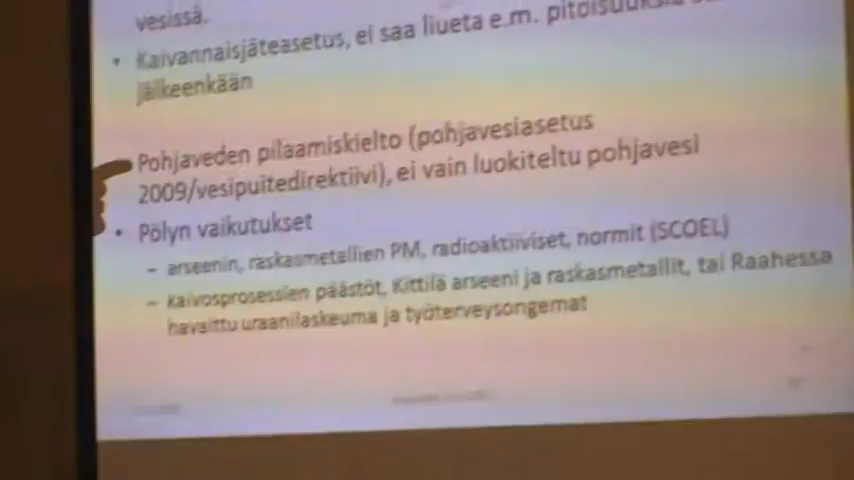 vesissä.
• Kaivannaisjäteasetus, ei saa liueta e.m. pitoisuuksia
jälkeenkään
Pohjaveden pilaamiskielto (pohjavesiasetus
2009/vesipuitedirektiivi), ei vain luokiteltu pohjavesi
• Pölyn vaikutukset
– arseenin, raskasmetallien PM, radioaktiiviset, normit (SCOEL)
– kaivosprosessien päästöt, Kittilä arseeni ja raskasmetallit, tai Raahessa
havaittu uraanilaskeuma ja työterveysongemat